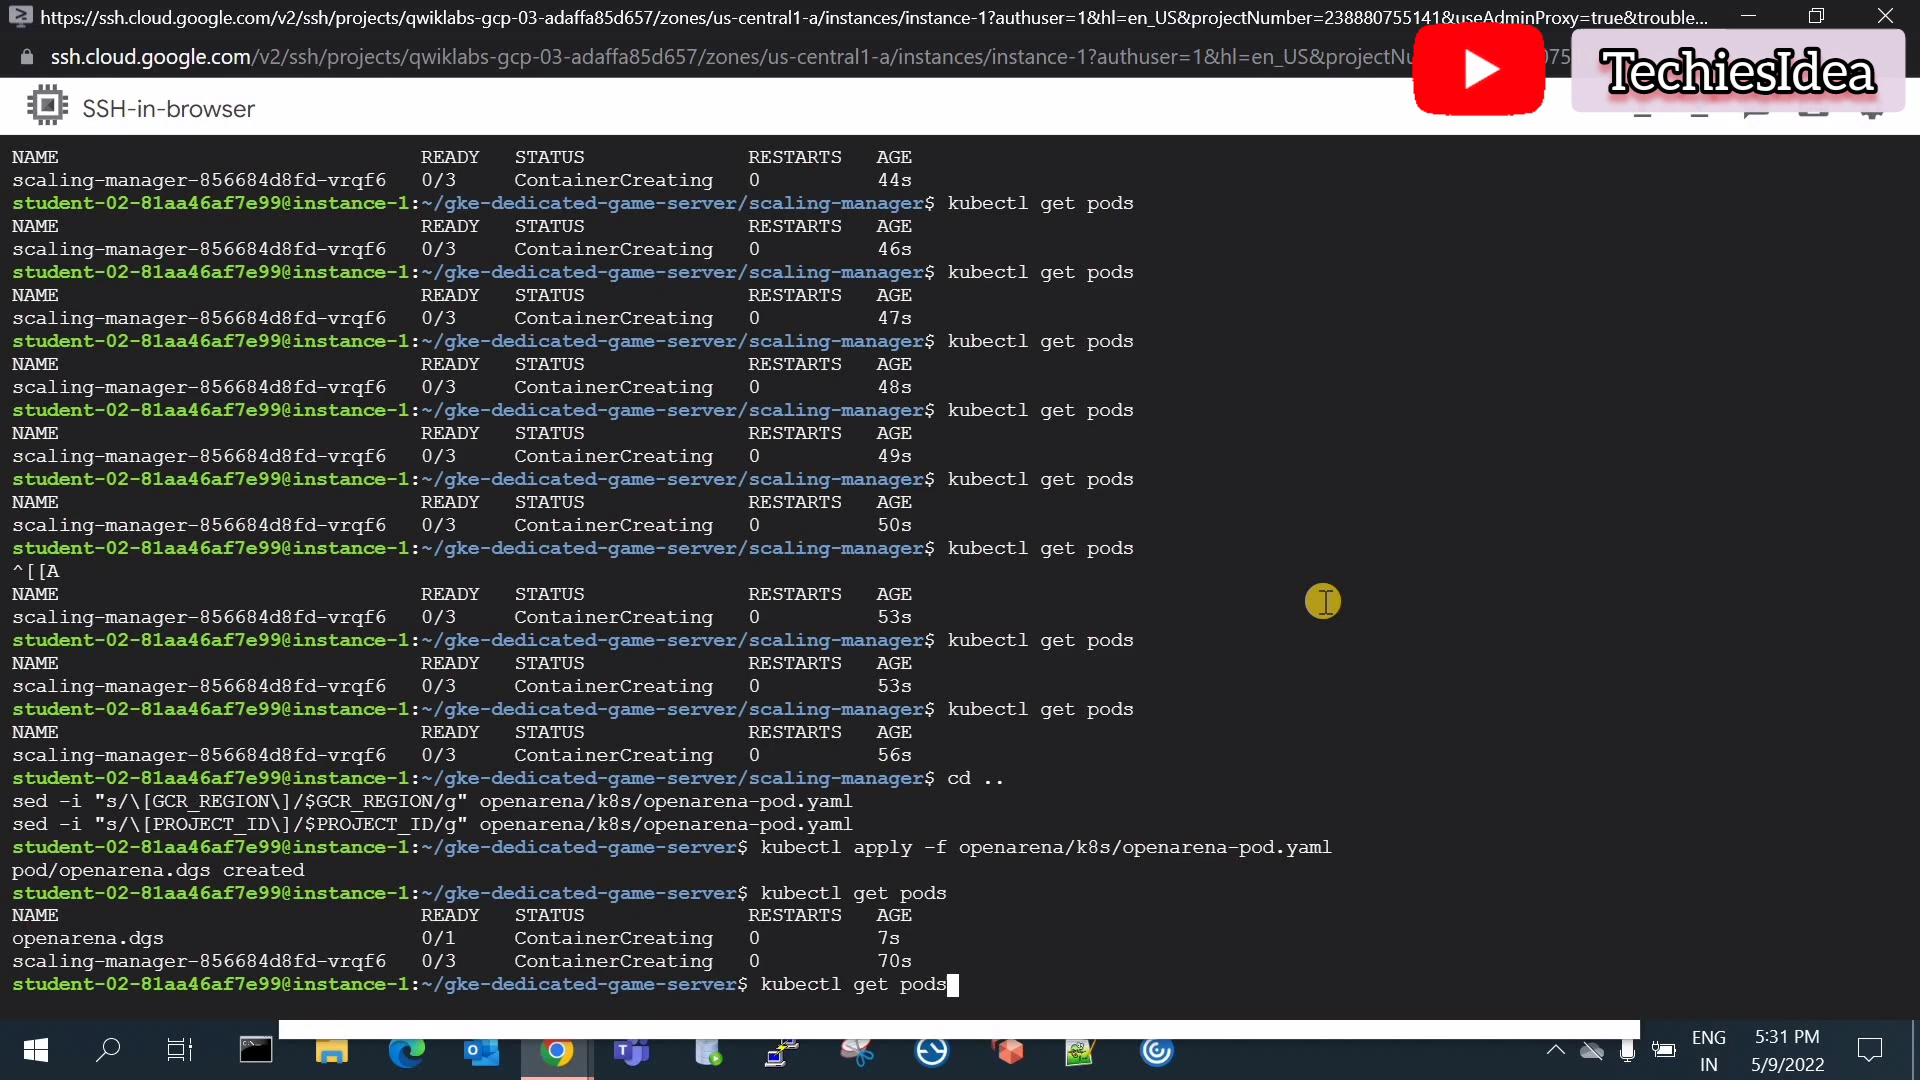 https://ssh.cloud.google.com/v2/ssh/projects/qwiklabs-gcp-03-adaffa85d657/zones/us-central1-a/instances/instance-1?authuser=1&hl=en_US&projectNumber=238880755141&useAdminProxy=true&trouble...
ssh.cloud.google.com/v2/ssh/projects/qwiklabs-gcp-03-adaffa85d657/zones/us-central1-a/instances/instance-1?authuser=1&hl=en_US&projectNu
TechiesIdea
SSH-in-browser
NAME READY STATUS RESTARTS AGE
scaling-manager-856684d8fd-vrqf6 0/3 ContainerCreating 0 44s
student-02-81aa46af7e99@instance-1:~/gke-dedicated-game-server/scaling-manager$ kubectl get pods
NAME READY STATUS RESTARTS AGE
scaling-manager-856684d8fd-vrqf6 0/3 ContainerCreating 0 46s
student-02-81aa46af7e99@instance-1:~/gke-dedicated-game-server/scaling-manager$ kubectl get pods
NAME READY STATUS RESTARTS AGE
scaling-manager-856684d8fd-vrqf6 0/3 ContainerCreating 0 47s
student-02-81aa46af7e99@instance-1:~/gke-dedicated-game-server/scaling-manager$ kubectl get pods
NAME READY STATUS RESTARTS AGE
scaling-manager-856684d8fd-vrqf6 0/3 ContainerCreating 0 48s
student-02-81aa46af7e99@instance-1:~/gke-dedicated-game-server/scaling-manager$ kubectl get pods
NAME READY STATUS RESTARTS AGE
scaling-manager-856684d8fd-vrqf6 0/3 ContainerCreating 0 49s
student-02-81aa46af7e99@instance-1:~/gke-dedicated-game-server/scaling-manager$ kubectl get pods
NAME READY STATUS RESTARTS AGE
scaling-manager-856684d8fd-vrqf6 0/3 ContainerCreating 0 50s
student-02-81aa46af7e99@instance-1:~/gke-dedicated-game-server/scaling-manager$ kubectl get pods
^[[A
NAME READY STATUS RESTARTS AGE
scaling-manager-856684d8fd-vrqf6 0/3 ContainerCreating 0 53s
student-02-81aa46af7e99@instance-1:~/gke-dedicated-game-server/scaling-manager$ kubectl get pods
NAME READY STATUS RESTARTS AGE
scaling-manager-856684d8fd-vrqf6 0/3 ContainerCreating 0 53s
student-02-81aa46af7e99@instance-1:~/gke-dedicated-game-server/scaling-manager$ kubectl get pods
NAME READY STATUS RESTARTS AGE
scaling-manager-856684d8fd-vrqf6 0/3 ContainerCreating 0 56s
student-02-81aa46af7e99@instance-1:~/gke-dedicated-game-server/scaling-manager$ cd ..
sed -i "s/\[GCR_REGION\]/$GCR_REGION/g" openarena/k8s/openarena-pod.yaml
sed -i "s/\[PROJECT_ID\]/$PROJECT_ID/g" openarena/k8s/openarena-pod.yaml
student-02-81aa46af7e99@instance-1:~/gke-dedicated-game-server$ kubectl apply -f openarena/k8s/openarena-pod.yaml
pod/openarena.dgs created
student-02-81aa46af7e99@instance-1:~/gke-dedicated-game-server$ kubectl get pods
NAME READY STATUS RESTARTS AGE
openarena.dgs 0/1 ContainerCreating 0 7s
scaling-manager-856684d8fd-vrqf6 0/3 ContainerCreating 0 70s
student-02-81aa46af7e99@instance-1:~/gke-dedicated-game-server$ kubectl get pods
ENG
IN
5:31 PM
5/9/2022